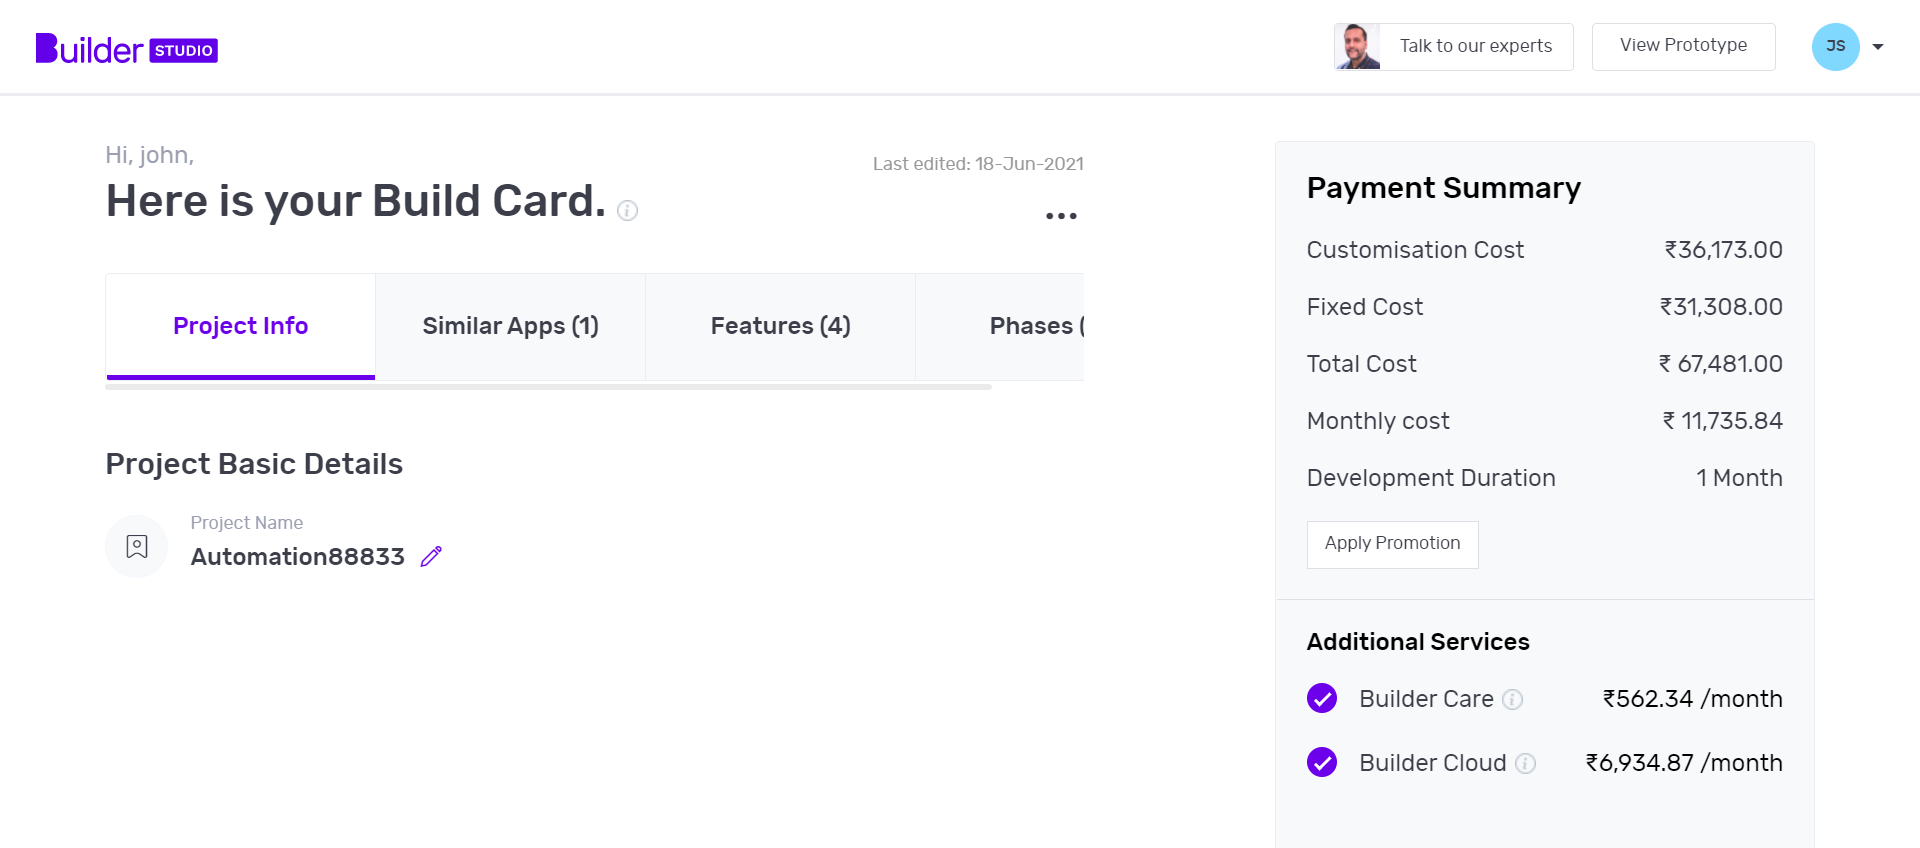 Builder STUDIO
Talk to our experts
View Prototype
JS
Hi, john,
Last edited: 18-Jun-2021
Here is your Build Card.
Project Info
Similar Apps (1)
Features (4)
Phases (
Project Basic Details
Project Name
Automation88833
Payment Summary
Customisation Cost ₹36,173.00
Fixed Cost ₹31,308.00
Total Cost ₹ 67,481.00
Monthly cost ₹ 11,735.84
Development Duration 1 Month
Apply Promotion
Additional Services
Builder Care ₹562.34 /month
Builder Cloud ₹6,934.87 /month